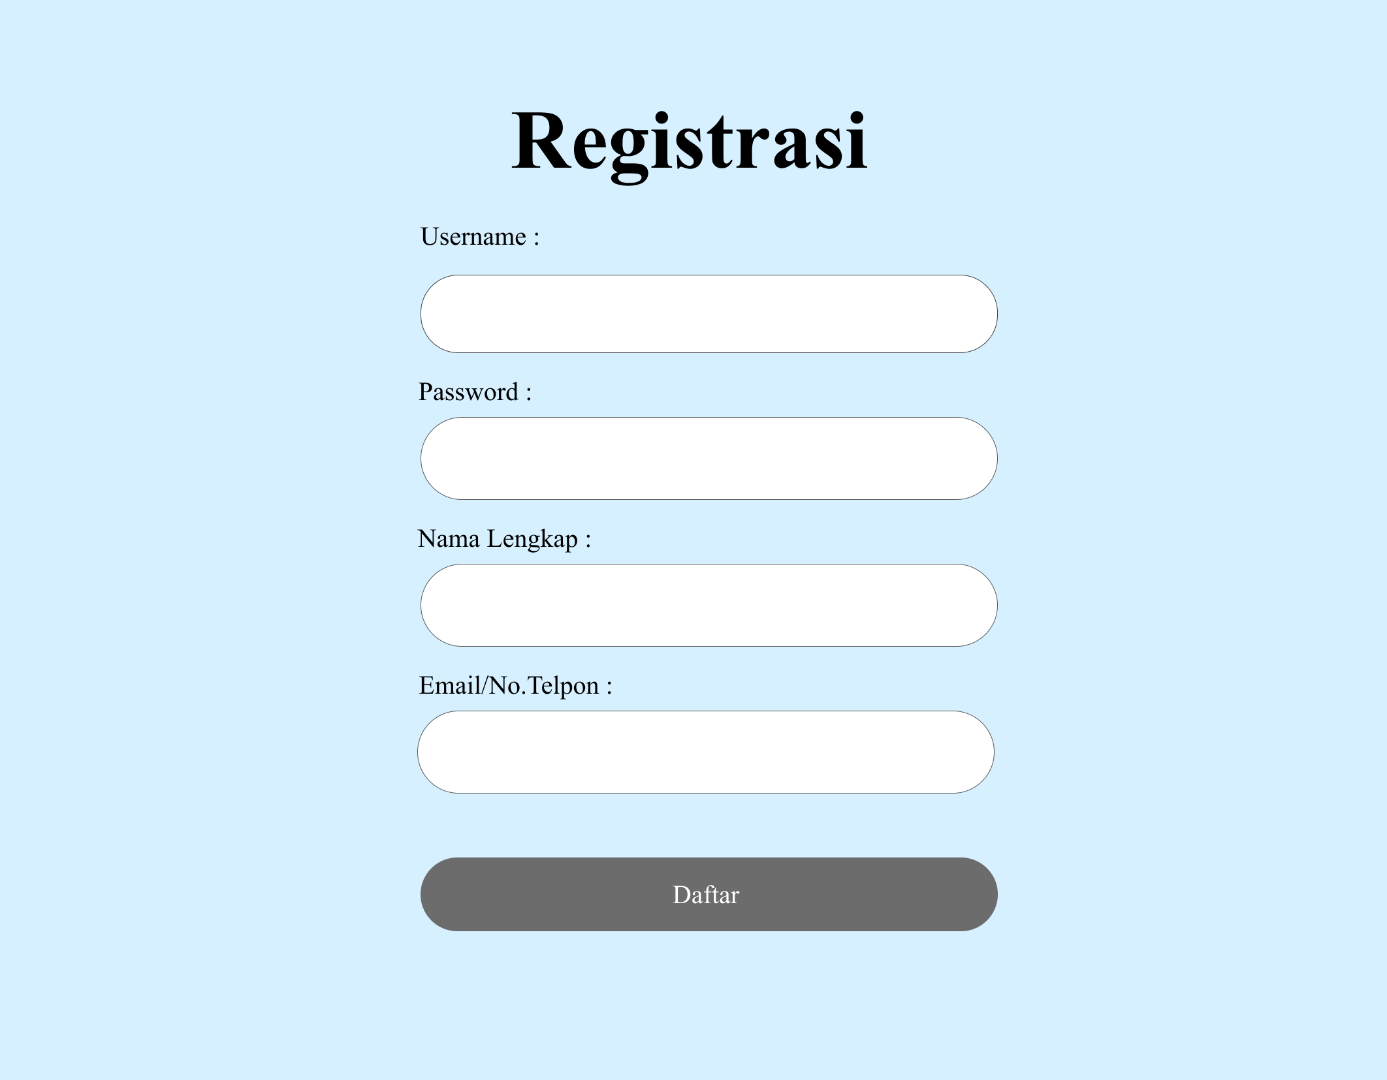 Registrasi
Username :
Password :
Nama Lengkap :
Email/No.Telpon :
Daftar